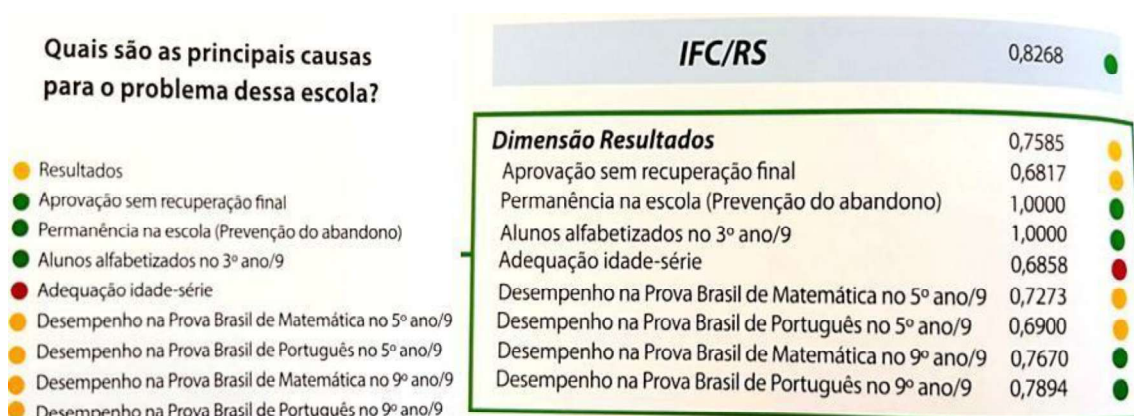 Quais são as principais causas
para o problema dessa escola?
Resultados
Aprovação sem recuperação final
Permanência na escola (Prevenção do abandono)
Alunos alfabetizados no 3º ano/9
Adequação idade-série
Desempenho na Prova Brasil de Matemática no 5º ano/9
Desempenho na Prova Brasil de Português no 5º ano/9
Desempenho na Prova Brasil de Matemática no 9º ano/9
Desempenho na Prova Brasil de Português no 9º ano/9
IFC/RS 0,8268
Dimensão Resultados 0,7585
Aprovação sem recuperação final 0,6817
Permanência na escola (Prevenção do abandono) 1,0000
Alunos alfabetizados no 3º ano/9 1,0000
Adequação idade-série 0,6858
Desempenho na Prova Brasil de Matemática no 5º ano/9 0,7273
Desempenho na Prova Brasil de Português no 5º ano/9 0,6900
Desempenho na Prova Brasil de Matemática no 9º ano/9 0,7670
Desempenho na Prova Brasil de Português no 9º ano/9 0,7894